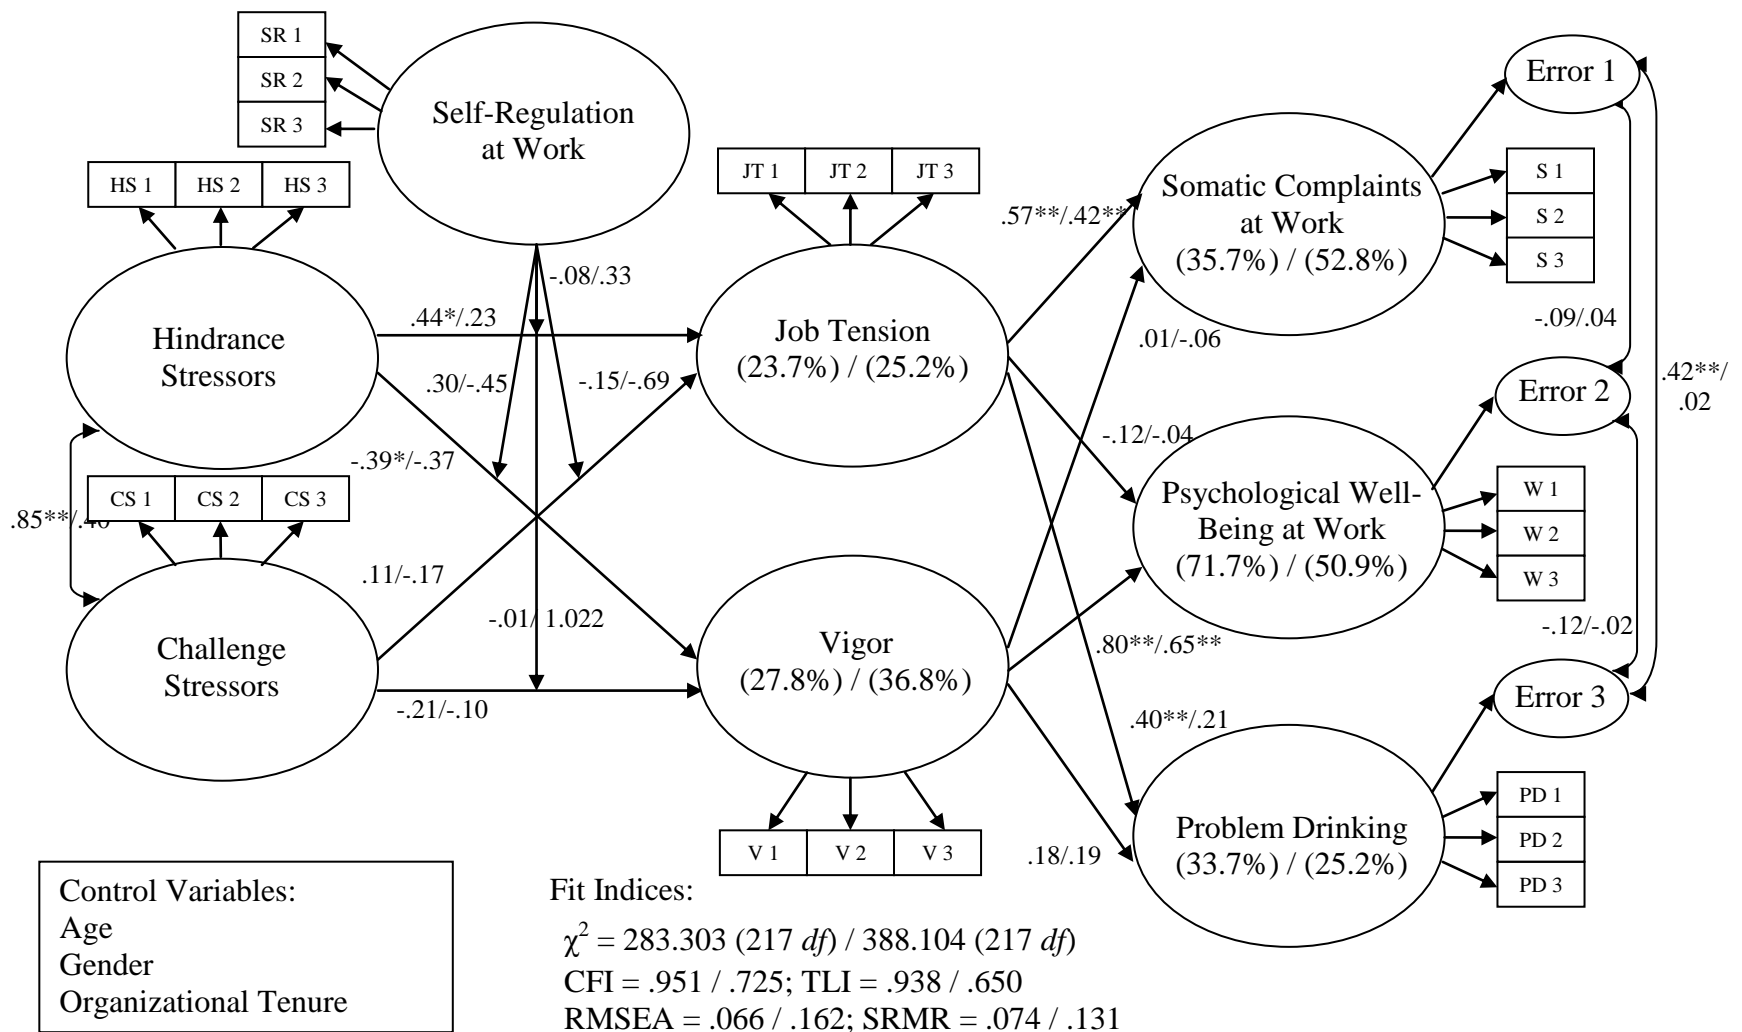 SR 1
SR 2
SR 3
Self-Regulation
at Work
Error 1
HS 1
HS 2
HS 3
JT 1
JT 2
JT 3
Somatic Complaints
at Work
(35.7%) / (52.8%)
S 1
S 2
S 3
.57**/.42**
-.08/.33
.44*/.23
Hindrance
Stressors
Job Tension
(23.7%) / (25.2%)
.01/-.06
-.09/.04
.30/-.45
-.15/-.69
Error 2
.42**/
.02
-.39*/-.37
-.12/-.04
CS 1
CS 2
CS 3
.85**/.40
Psychological Well-
Being at Work
(71.7%) / (50.9%)
W 1
W 2
W 3
.11/-.17
-.01/ 1.022
Challenge
Stressors
Vigor
(27.8%) / (36.8%)
.80**/.65**
-.12/-.02
Error 3
-.21/-.10
.40**/.21
Problem Drinking
(33.7%) / (25.2%)
PD 1
PD 2
PD 3
V 1
V 2
V 3
.18/.19
Control Variables:
Age
Gender
Organizational Tenure
Fit Indices:
χ² = 283.303 (217 df) / 388.104 (217 df)
CFI = .951 / .725; TLI = .938 / .650
RMSEA = .066 / .162; SRMR = .074 / .131